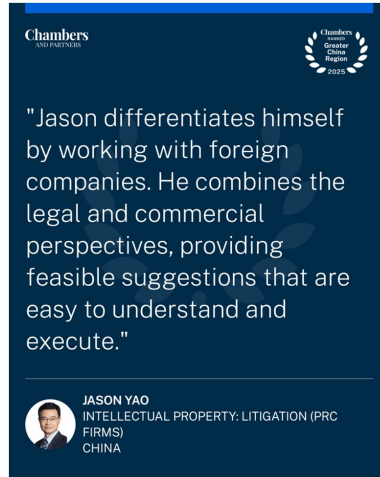 Chambers
AND PARTNERS
Chambers
RANKED
Greater
China
Region
2025
"Jason differentiates himself
by working with foreign
companies. He combines the
legal and commercial
perspectives, providing
feasible suggestions that are
easy to understand and
execute."
JASON YAO
INTELLECTUAL PROPERTY: LITIGATION (PRC
FIRMS)
CHINA